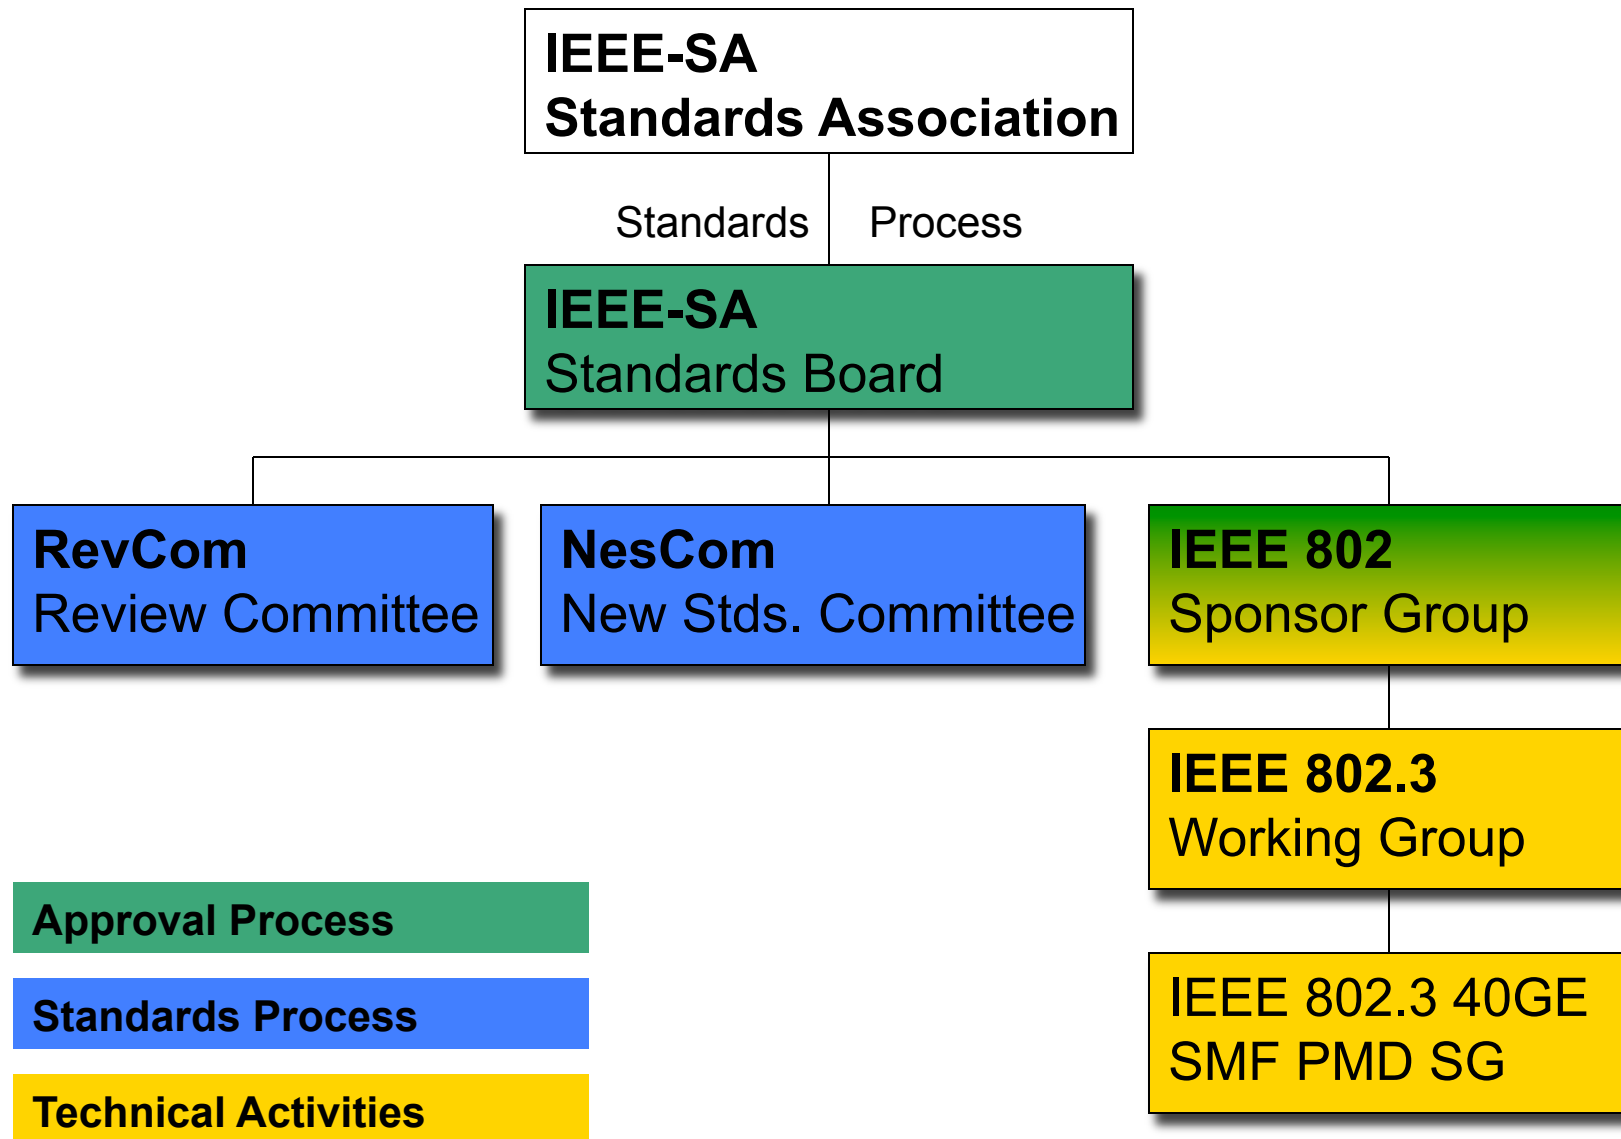 IEEE-SA
Standards Association
Standards Process
IEEE-SA
Standards Board
RevCom
Review Committee
NesCom
New Stds. Committee
IEEE 802
Sponsor Group
IEEE 802.3
Working Group
IEEE 802.3 40GE
SMF PMD SG
Approval Process
Standards Process
Technical Activities